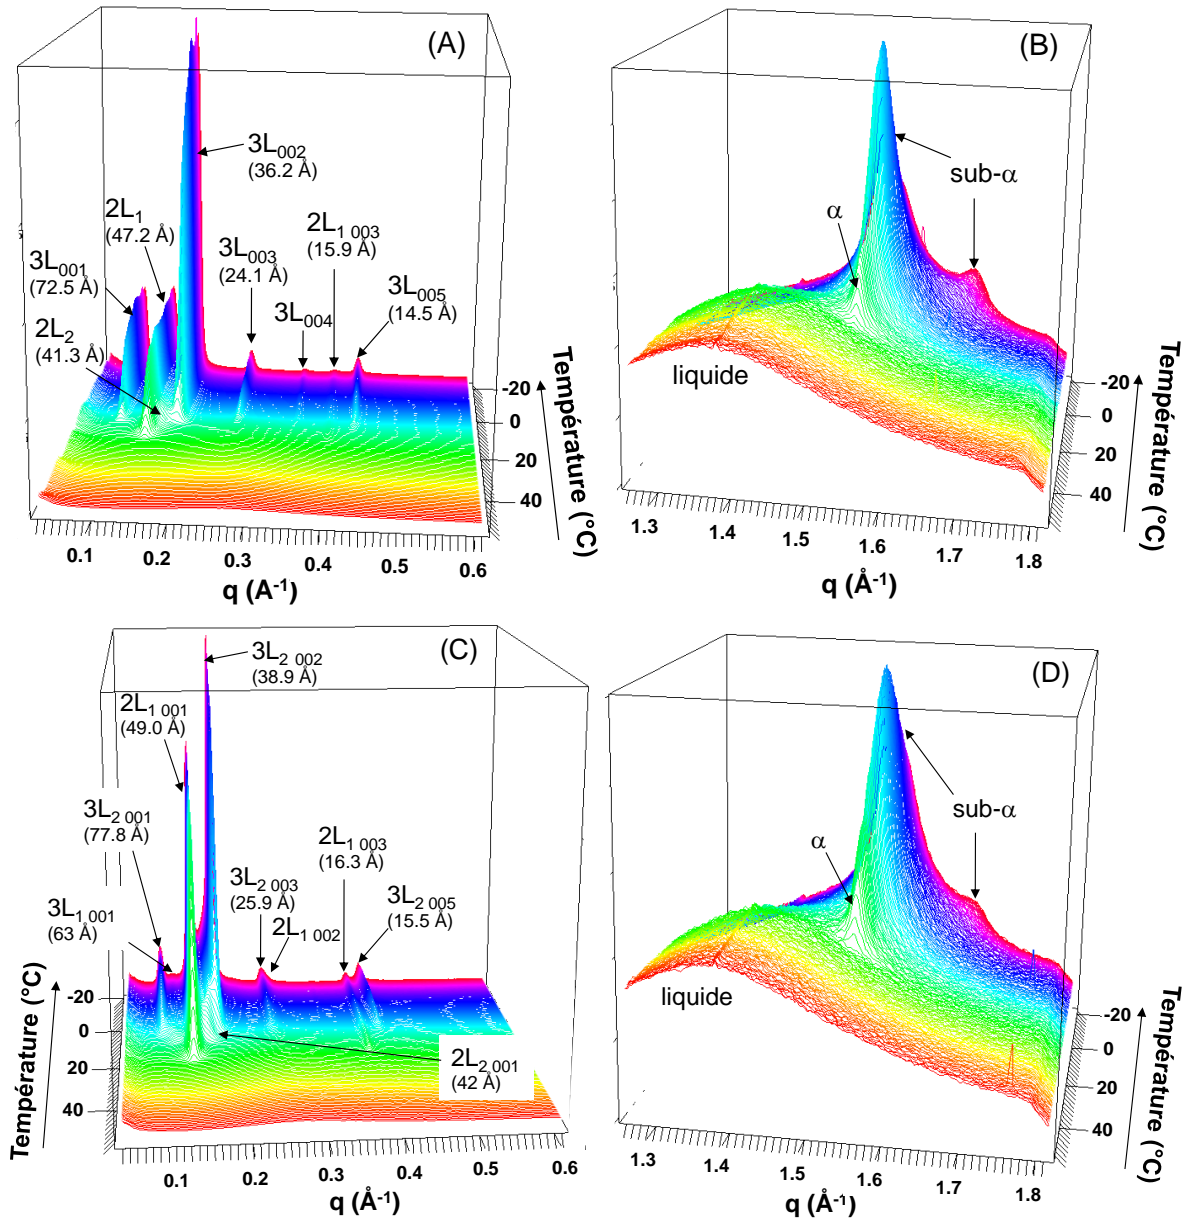 (A)
3L002
(36.2 Å)
2L1
(47.2 Å)
3L001
(72.5 Å)
2L2
(41.3 Å)
3L003
(24.1 Å)
2L1 003
(15.9 Å)
3L004
3L005
(14.5 Å)
-20
0
20
40
Température (°C)
0.1
0.2
0.3
0.4
0.5
0.6
q (A-1)
(B)
sub-α
α
liquide
-20
0
20
40
Température (°C)
1.3
1.4
1.5
1.6
1.7
1.8
q (Å-1)
(C)
3L2 002
(38.9 Å)
2L1 001
(49.0 Å)
3L2 001
(77.8 Å)
3L1 001
(63 Å)
3L2 003
(25.9 Å)
2L1 002
2L1 003
(16.3 Å)
3L2 005
(15.5 Å)
2L2 001
(42 Å)
-20
0
20
40
Température (°C)
0.1
0.2
0.3
0.4
0.5
0.6
q (Å-1)
(D)
sub-α
α
liquide
-20
0
20
40
Température (°C)
1.3
1.4
1.5
1.6
1.7
1.8
q (Å-1)